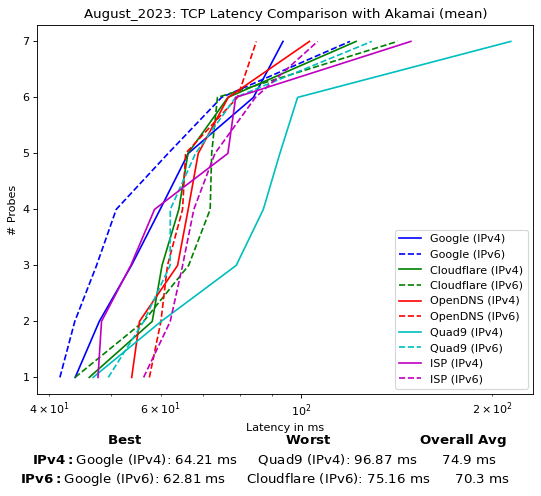 August_2023: TCP Latency Comparison with Akamai (mean)
# Probes
7
6
5
4
3
2
1
Google (IPv4)
Google (IPv6)
Cloudflare (IPv4)
Cloudflare (IPv6)
OpenDNS (IPv4)
OpenDNS (IPv6)
Quad9 (IPv4)
Quad9 (IPv6)
ISP (IPv4)
ISP (IPv6)
4 × 10¹ 6 × 10¹ 10² 2 × 10²
Latency in ms
Best Worst Overall Avg
IPv4: Google (IPv4): 64.21 ms Quad9 (IPv4): 96.87 ms 74.9 ms
IPv6: Google (IPv6): 62.81 ms Cloudflare (IPv6): 75.16 ms 70.3 ms